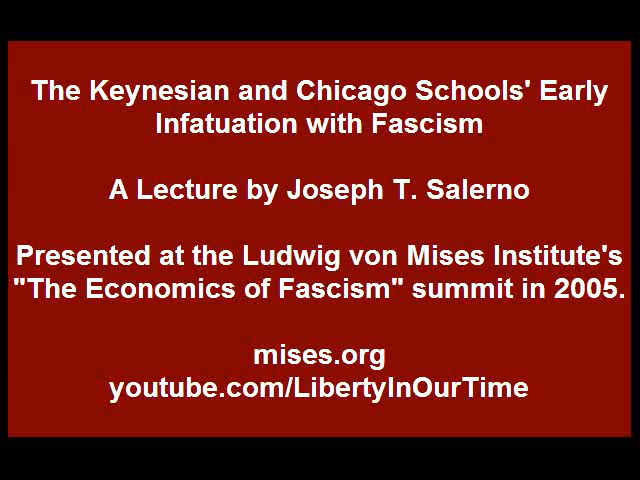 The Keynesian and Chicago Schools' Early
Infatuation with Fascism
A Lecture by Joseph T. Salerno
Presented at the Ludwig von Mises Institute's
"The Economics of Fascism" summit in 2005.
mises.org
youtube.com/LibertyInOurTime